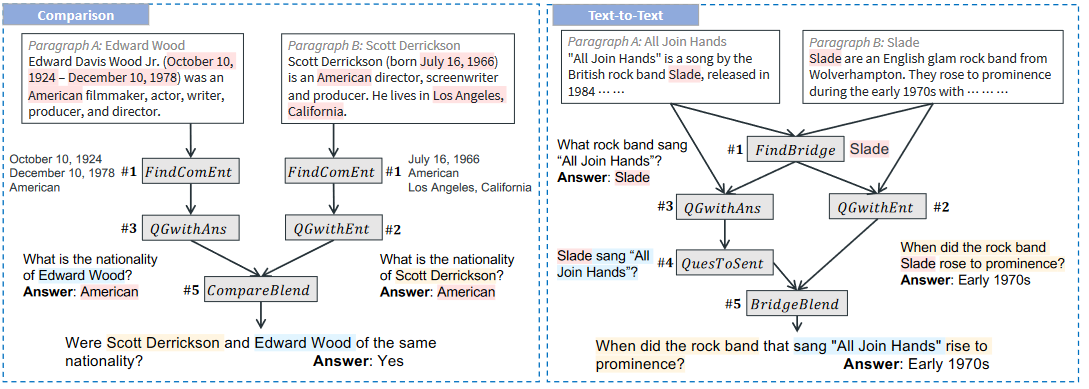 Comparison
Paragraph A: Edward Wood
Edward Davis Wood Jr. (October 10,
1924 – December 10, 1978) was an
American filmmaker, actor, writer,
producer, and director.
Paragraph B: Scott Derrickson
Scott Derrickson (born July 16, 1966)
is an American director, screenwriter
and producer. He lives in Los Angeles,
California.
October 10, 1924
December 10, 1978
American
#1
FindComEnt
FindComEnt
#1
July 16, 1966
American
Los Angeles, California
#3
QGwithAns
QGwithEnt
#2
What is the nationality
of Edward Wood?
Answer: American
What is the nationality
of Scott Derrickson?
Answer: American
#5
CompareBlend
Were Scott Derrickson and Edward Wood of the same
nationality?
Answer: Yes
Text-to-Text
Paragraph A: All Join Hands
"All Join Hands" is a song by the
British rock band Slade, released in
1984 ⋯ ⋯
Paragraph B: Slade
Slade are an English glam rock band from
Wolverhampton. They rose to prominence
during the early 1970s with ⋯ ⋯ ⋯
What rock band sang
“All Join Hands”?
Answer: Slade
#1
FindBridge
Slade
#3
QGwithAns
QGwithEnt
#2
Slade sang “All
Join Hands”?
#4
QuesToSent
When did the rock band
Slade rose to prominence?
Answer: Early 1970s
#5
BridgeBlend
When did the rock band that sang "All Join Hands" rise to
prominence?
Answer: Early 1970s